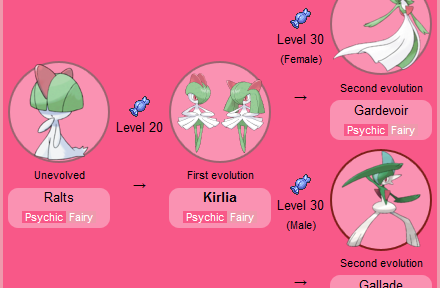 Level 30
(Female)
→
Second evolution
Gardevoir
Psychic Fairy
Level 20
→
Unevolved
Ralts
Psychic Fairy
First evolution
Kirlia
Psychic Fairy
Level 30
(Male)
→
Second evolution
Gallade